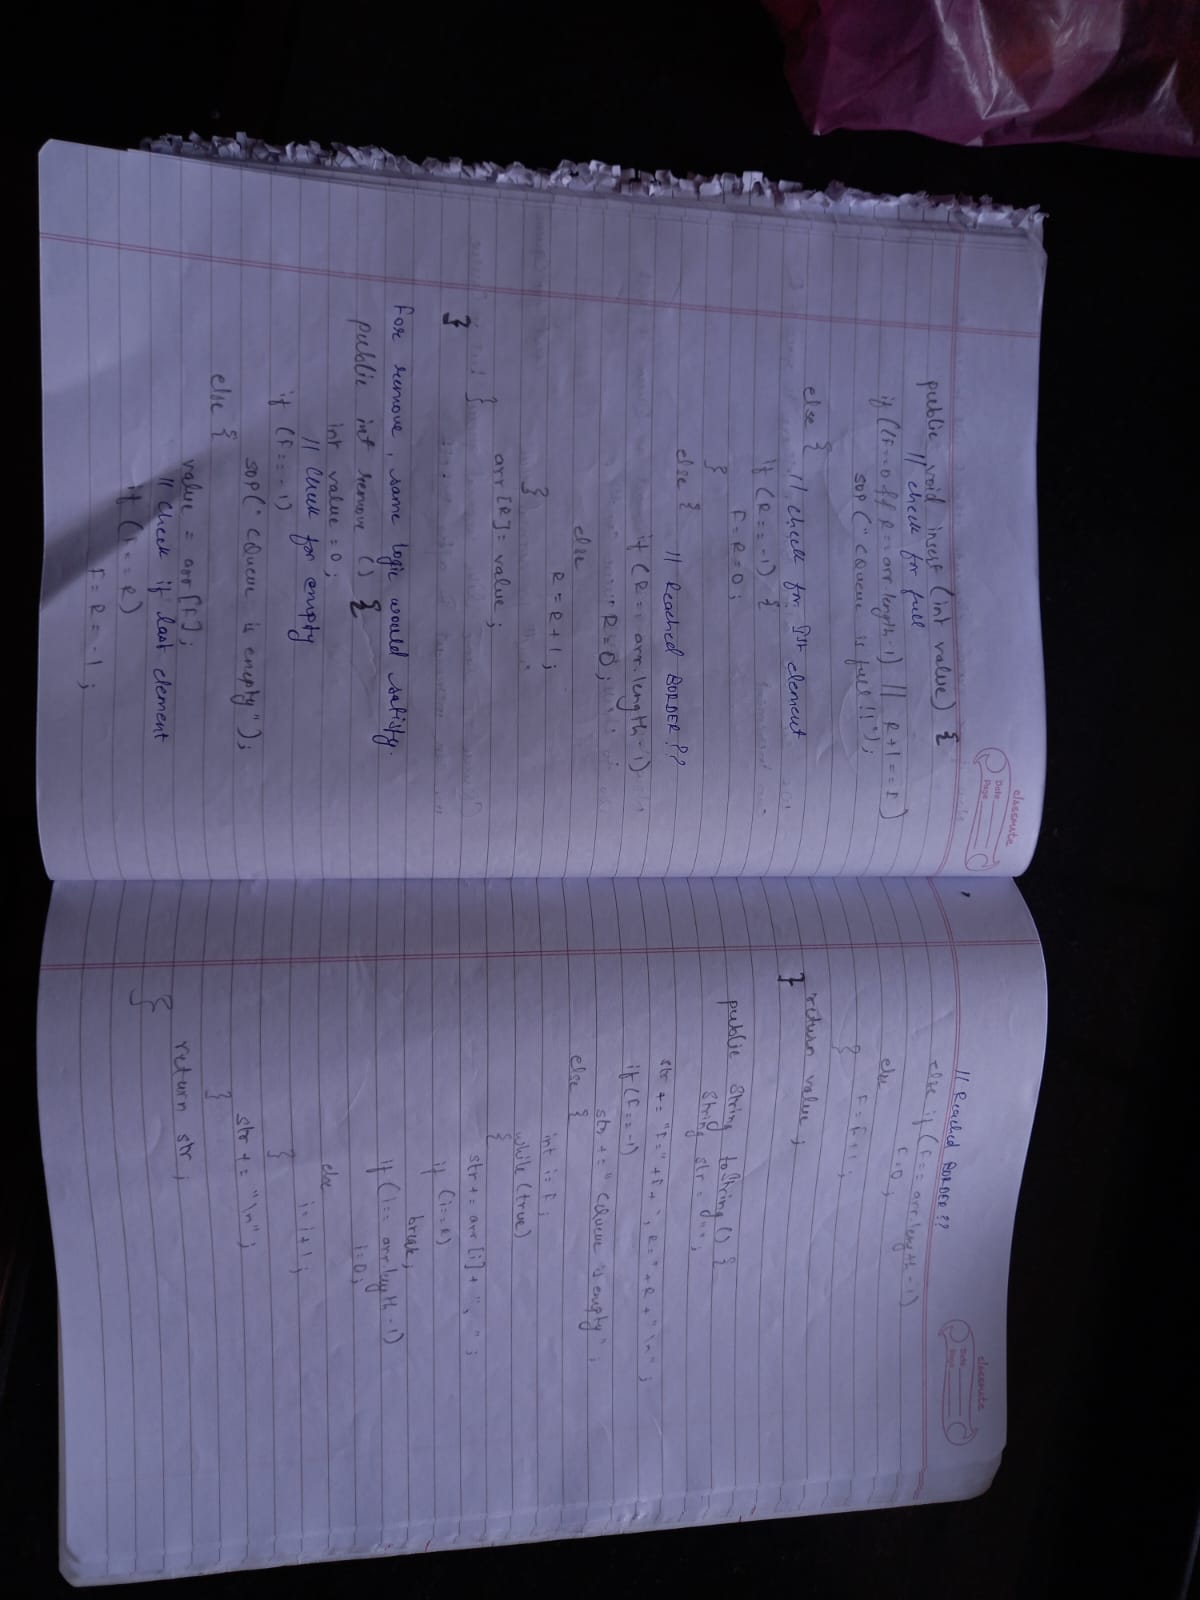 classmate
Date
Page
public void insert (int value) {
// check for full
if ((F==0 && R==arr.length-1) || R+1==F)
SOP("CQueue is full!!");
else { // check for Ist element
if (R==-1) {
F=R=0;
}
else { // Reached BORDER??
if (R==arr.length-1)
R=0;
else
R=R+1;
}
arr[R]=value;
}
}
For remove, same logic would satisfy.
public int remove () {
int value=0;
// Check for empty
if (F==-1)
SOP("CQueue is empty");
else {
value=arr[F];
// check if last element
if (F==R)
F=R=-1;
classmate
Date
Page
// Reached BORDER??
else if (F==arr.length-1)
F=0;
else
F=F+1;
}
return value;
}
public String toString() {
String str="";
str+="F="+F+", R="+R+"\n";
if(F==-1)
str+="CQueue is empty";
else {
int i=F;
while(true)
{
str+=arr[i]+", ";
if (i==R)
break;
if (i==arr.length-1)
i=0;
else
i=i+1;
}
str+="\n";
}
return str;
}